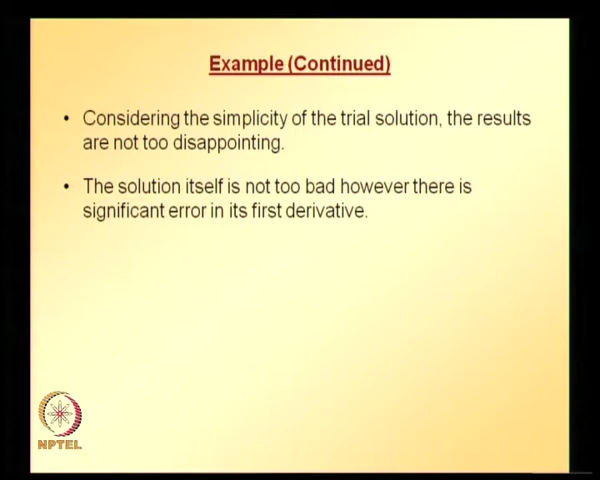 Example (Continued)
• Considering the simplicity of the trial solution, the results
are not too disappointing.
• The solution itself is not too bad however there is
significant error in its first derivative.
NPTEL